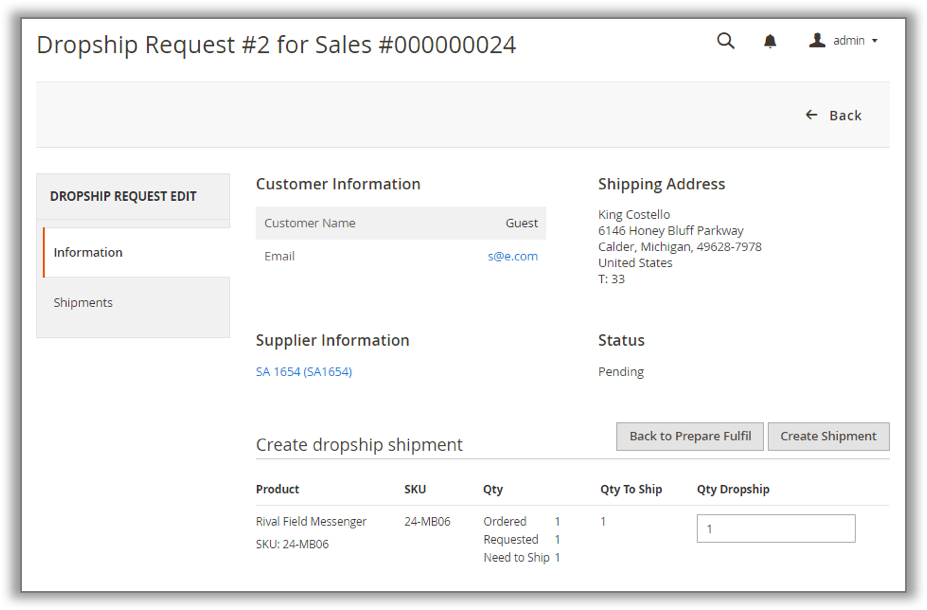 Dropship Request #2 for Sales #000000024
admin
Back
DROPSHIP REQUEST EDIT
Information
Shipments
Customer Information
Customer Name Guest
Email s@e.com
Shipping Address
King Costello
6146 Honey Bluff Parkway
Calder, Michigan, 49628-7978
United States
T: 33
Supplier Information
SA 1654 (SA1654)
Status
Pending
Create dropship shipment
Back to Prepare Fulfil
Create Shipment
Product SKU Qty Qty To Ship Qty Dropship
Rival Field Messenger 24-MB06 Ordered 1 1 1
SKU: 24-MB06 Requested 1
Need to Ship 1